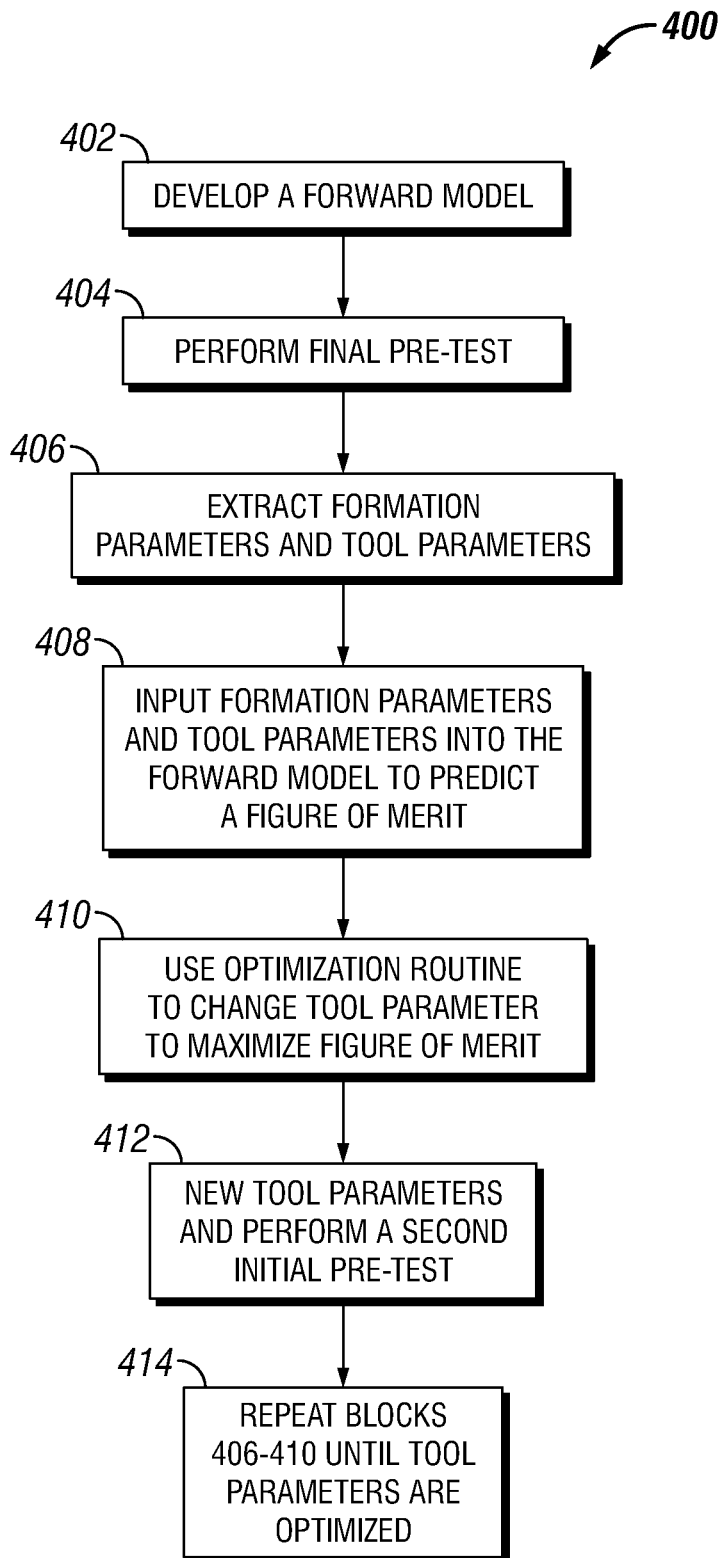 400
402
DEVELOP A FORWARD MODEL
404
PERFORM FINAL PRE-TEST
406
EXTRACT FORMATION
PARAMETERS AND TOOL PARAMETERS
408
INPUT FORMATION PARAMETERS
AND TOOL PARAMETERS INTO THE
FORWARD MODEL TO PREDICT
A FIGURE OF MERIT
410
USE OPTIMIZATION ROUTINE
TO CHANGE TOOL PARAMETER
TO MAXIMIZE FIGURE OF MERIT
412
NEW TOOL PARAMETERS
AND PERFORM A SECOND
INITIAL PRE-TEST
414
REPEAT BLOCKS
406-410 UNTIL TOOL
PARAMETERS ARE
OPTIMIZED